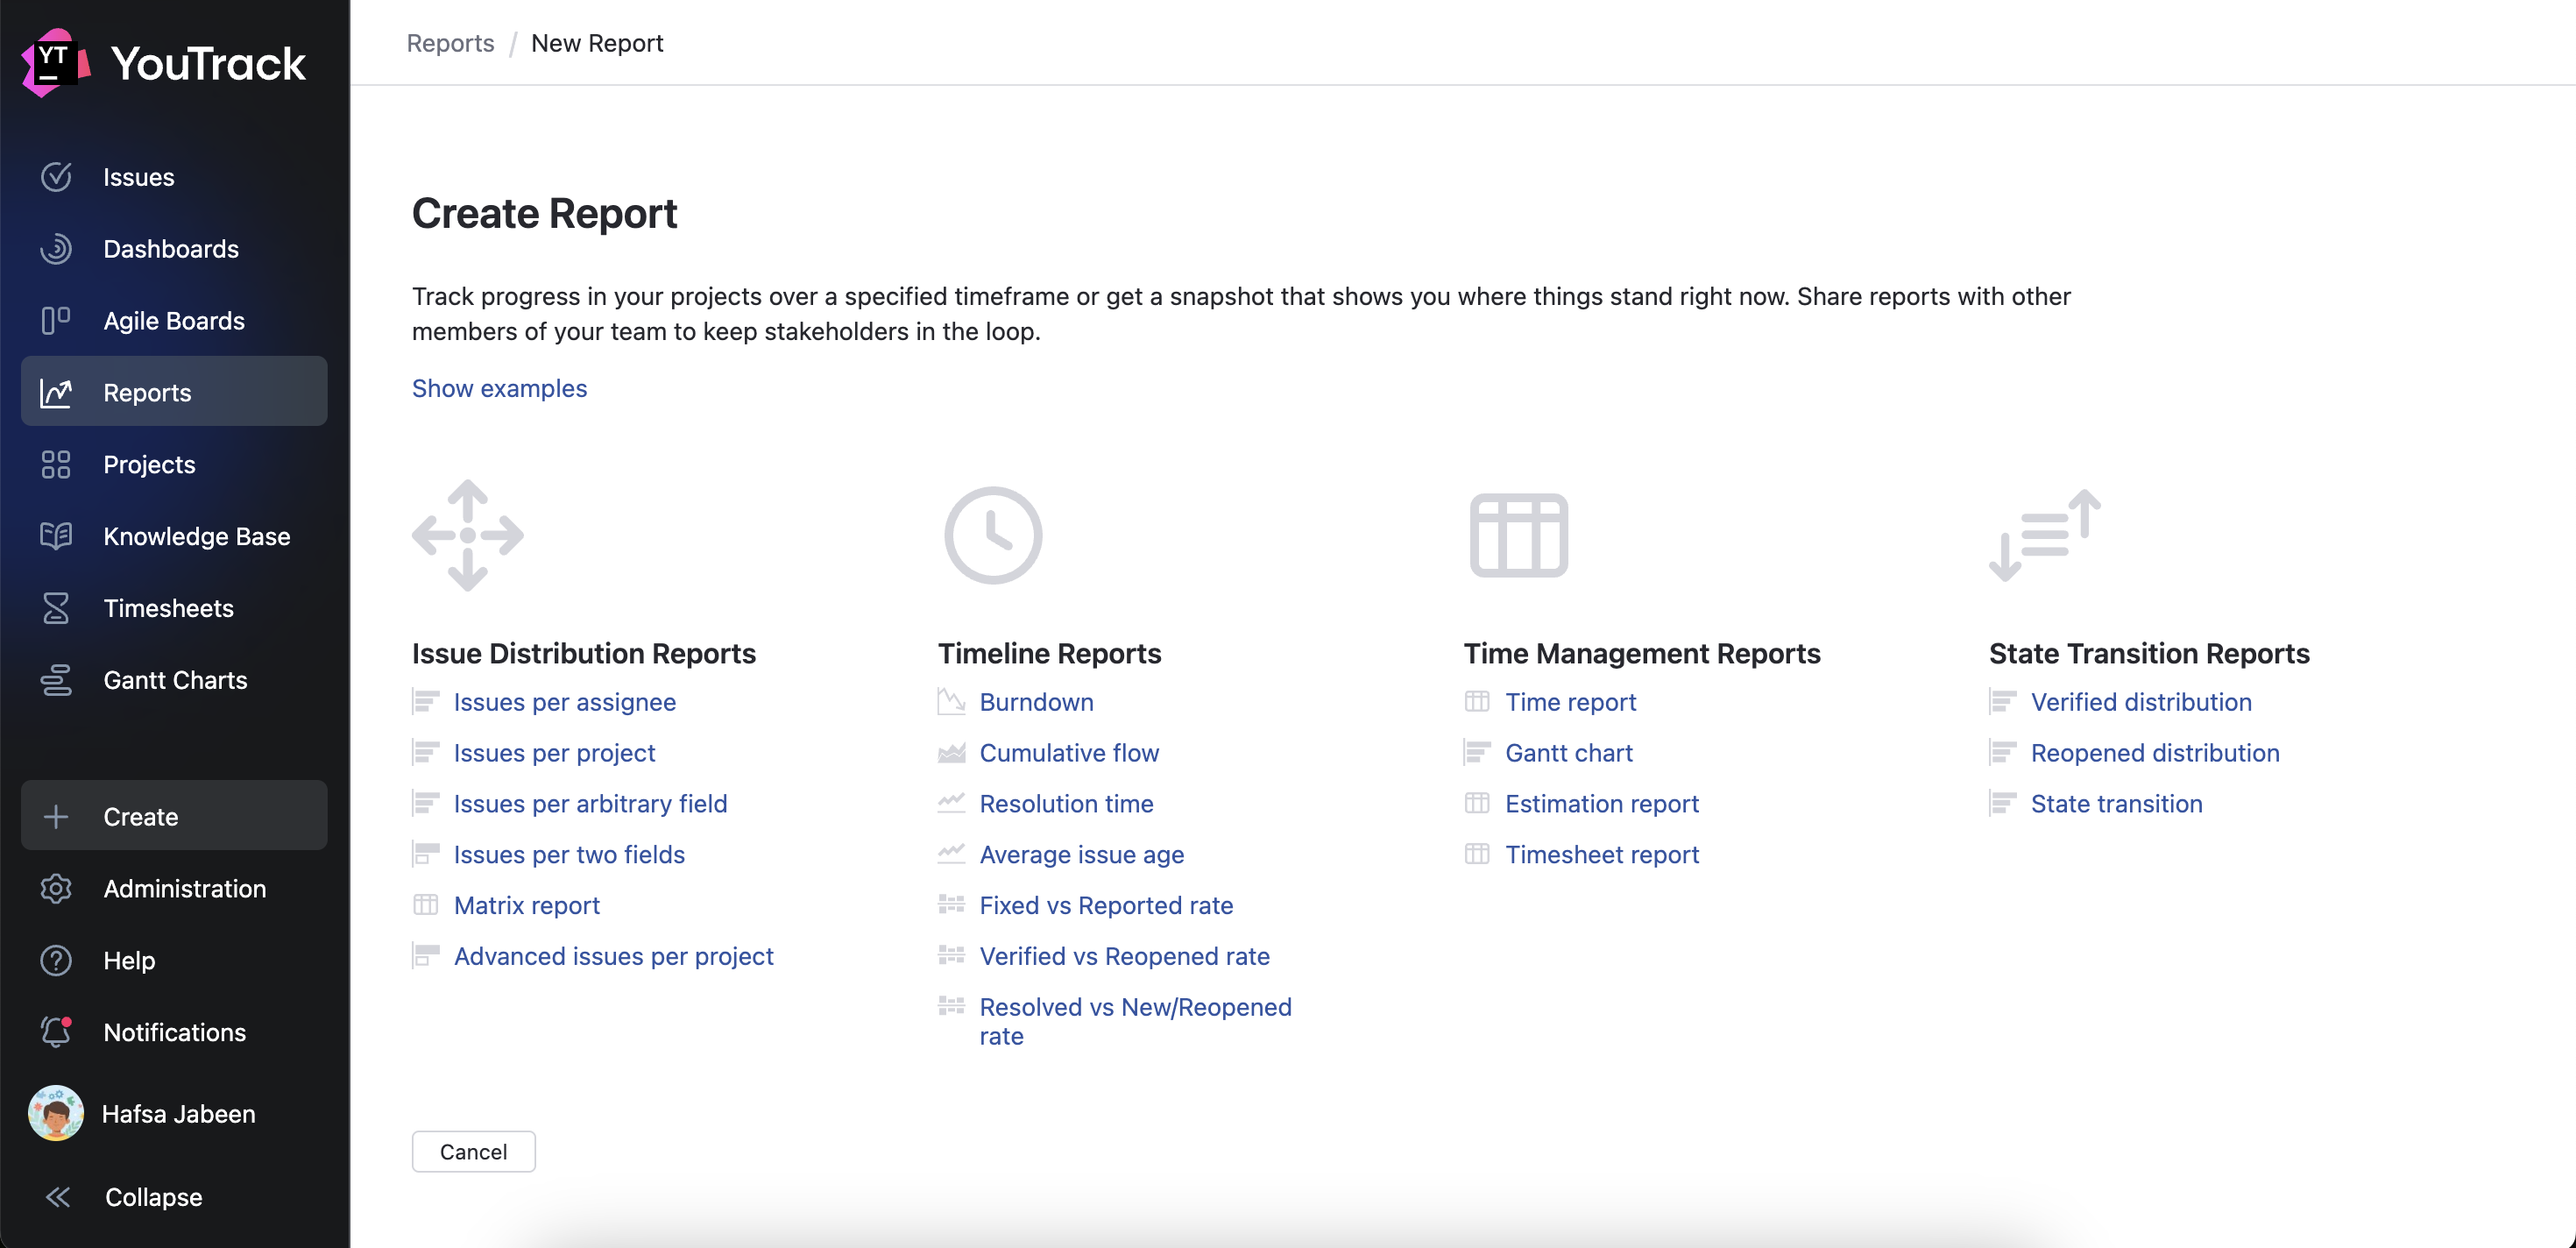 YT
YouTrack
Issues
Dashboards
Agile Boards
Reports
Projects
Knowledge Base
Timesheets
Gantt Charts
Create
Administration
Help
Notifications
Hafsa Jabeen
Collapse
Reports / New Report
Create Report
Track progress in your projects over a specified timeframe or get a snapshot that shows you where things stand right now. Share reports with other
members of your team to keep stakeholders in the loop.
Show examples
Issue Distribution Reports
Issues per assignee
Issues per project
Issues per arbitrary field
Issues per two fields
Matrix report
Advanced issues per project
Timeline Reports
Burndown
Cumulative flow
Resolution time
Average issue age
Fixed vs Reported rate
Verified vs Reopened rate
Resolved vs New/Reopened
rate
Time Management Reports
Time report
Gantt chart
Estimation report
Timesheet report
State Transition Reports
Verified distribution
Reopened distribution
State transition
Cancel